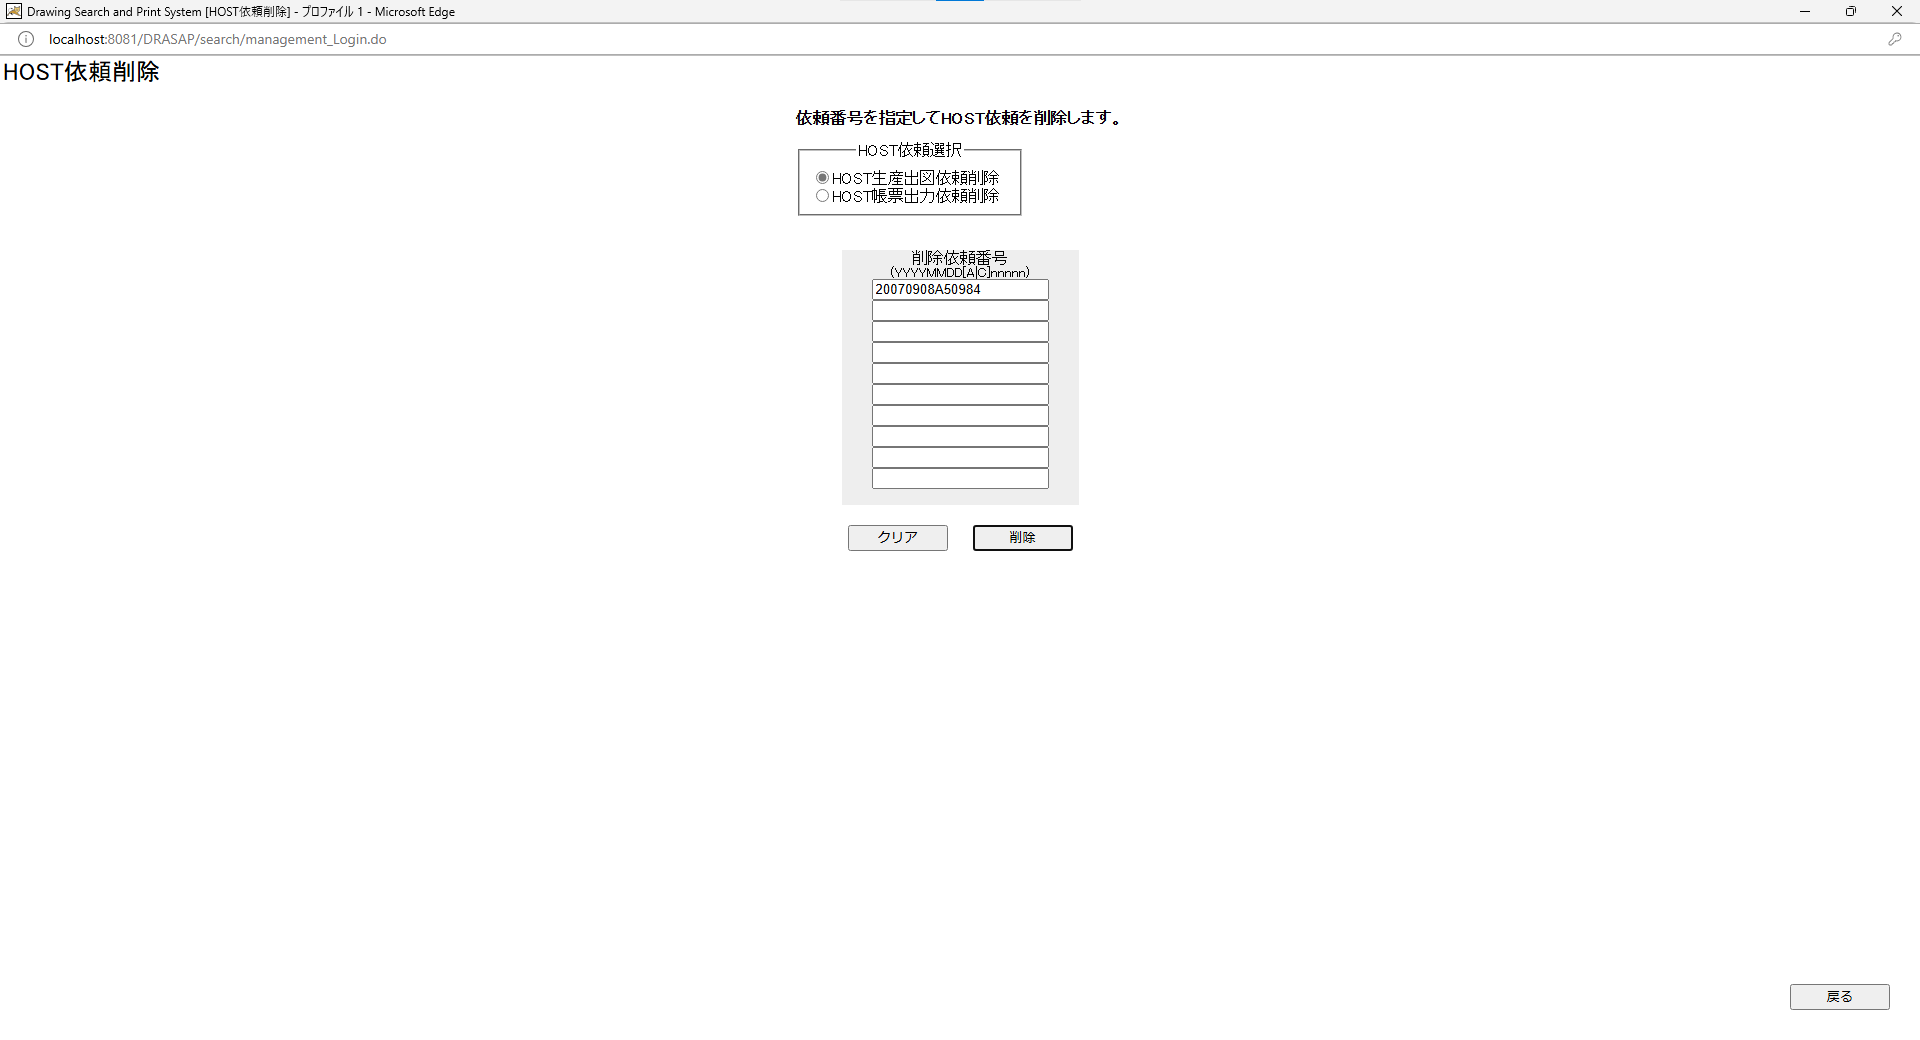 Drawing Search and Print System [HOST依頼削除] - プロファイル 1 - Microsoft Edge
localhost:8081/DRASAP/search/management_Login.do
HOST依頼削除
依頼番号を指定してHOST依頼を削除します。
HOST依頼選択
HOST生産出図依頼削除
HOST帳票出力依頼削除
削除依頼番号
(YYYYMMDD[A|C]nnnnn)
20070908A50984
クリア 削除
戻る